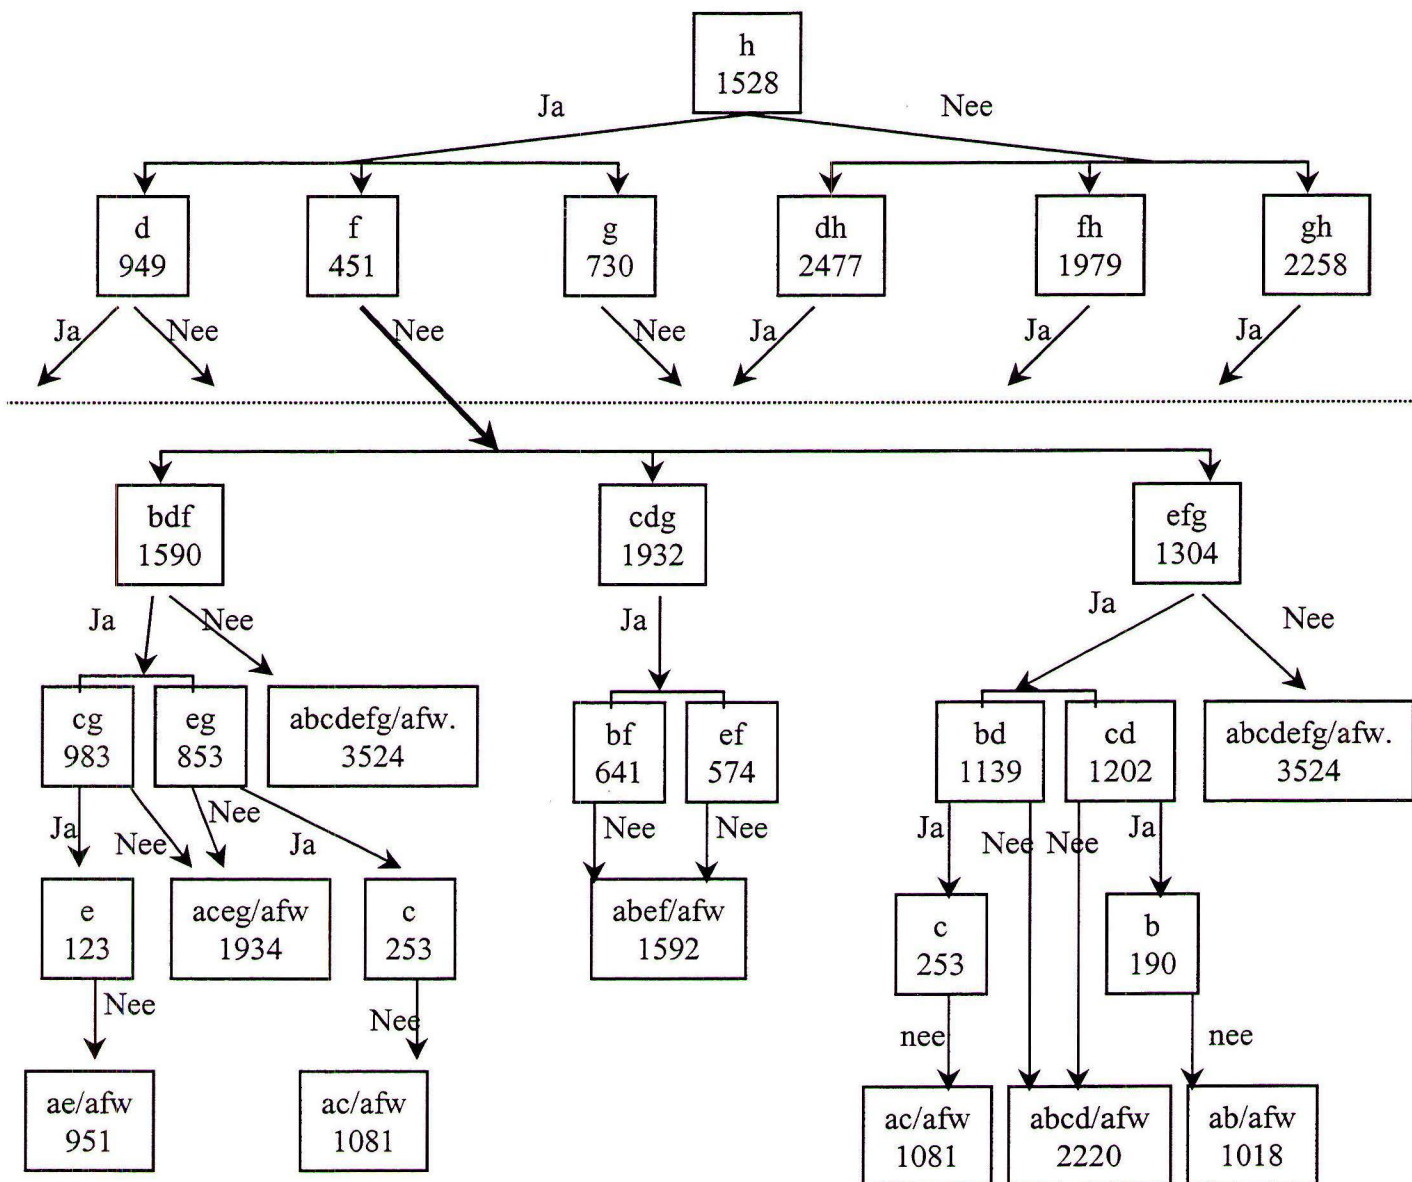 h
1528
Ja
Nee
d
949
f
451
g
730
dh
2477
fh
1979
gh
2258
Ja
Nee
Nee
Nee
Ja
Ja
Ja
bdf
1590
cdg
1932
efg
1304
Ja
Nee
Ja
Ja
Nee
cg
983
eg
853
abcdefg/afw.
3524
bf
641
ef
574
bd
1139
cd
1202
abcdefg/afw.
3524
Ja
Nee
Nee
Ja
Nee
Nee
Ja
Nee
Nee
Ja
e
123
aceg/afw
1934
c
253
abef/afw
1592
c
253
b
190
Nee
Nee
nee
nee
ae/afw
951
ac/afw
1081
ac/afw
1081
abcd/afw
2220
ab/afw
1018